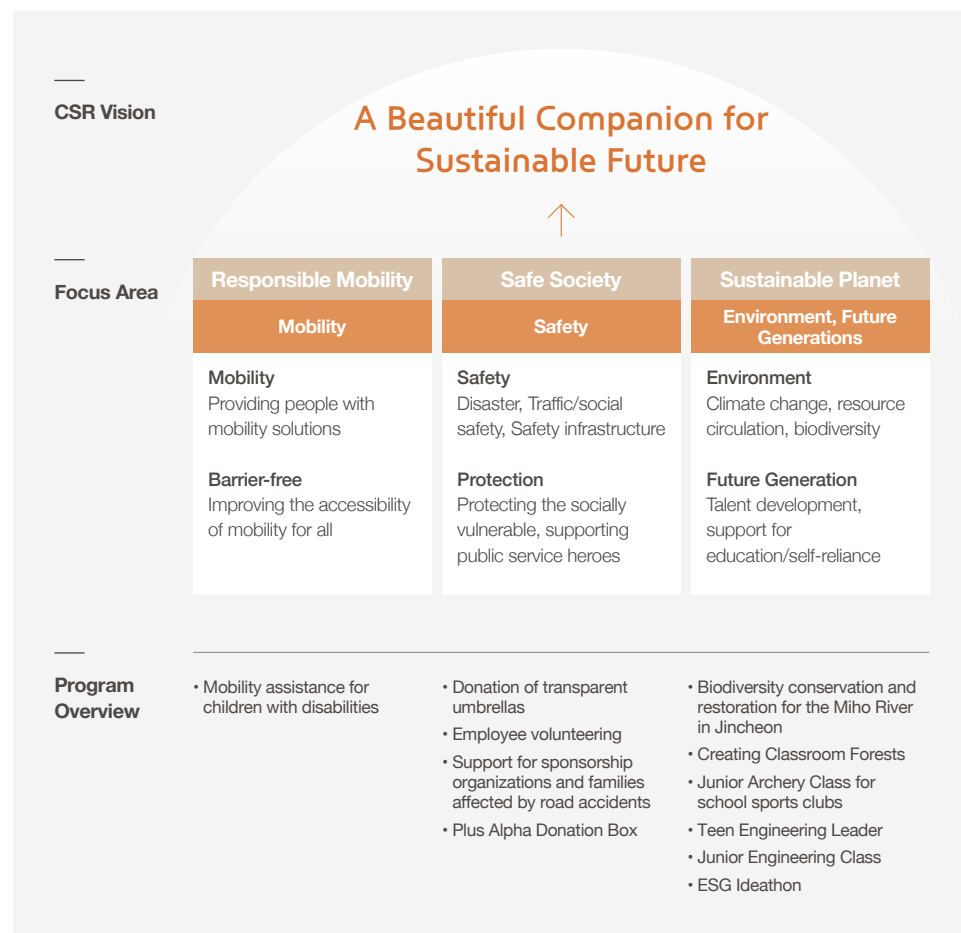 CSR Vision
A Beautiful Companion for
Sustainable Future
Focus Area
Responsible Mobility
Mobility
Mobility
Providing people with
mobility solutions
Barrier-free
Improving the accessibility
of mobility for all
Safe Society
Safety
Safety
Disaster, Traffic/social
safety, Safety infrastructure
Protection
Protecting the socially
vulnerable, supporting
public service heroes
Sustainable Planet
Environment, Future
Generations
Environment
Climate change, resource
circulation, biodiversity
Future Generation
Talent development,
support for
education/self-reliance
Program
Overview
• Mobility assistance for
children with disabilities
• Donation of transparent
umbrellas
• Employee volunteering
• Support for sponsorship
organizations and families
affected by road accidents
• Plus Alpha Donation Box
• Biodiversity conservation and
restoration for the Miho River
in Jincheon
• Creating Classroom Forests
• Junior Archery Class for
school sports clubs
• Teen Engineering Leader
• Junior Engineering Class
• ESG Ideathon